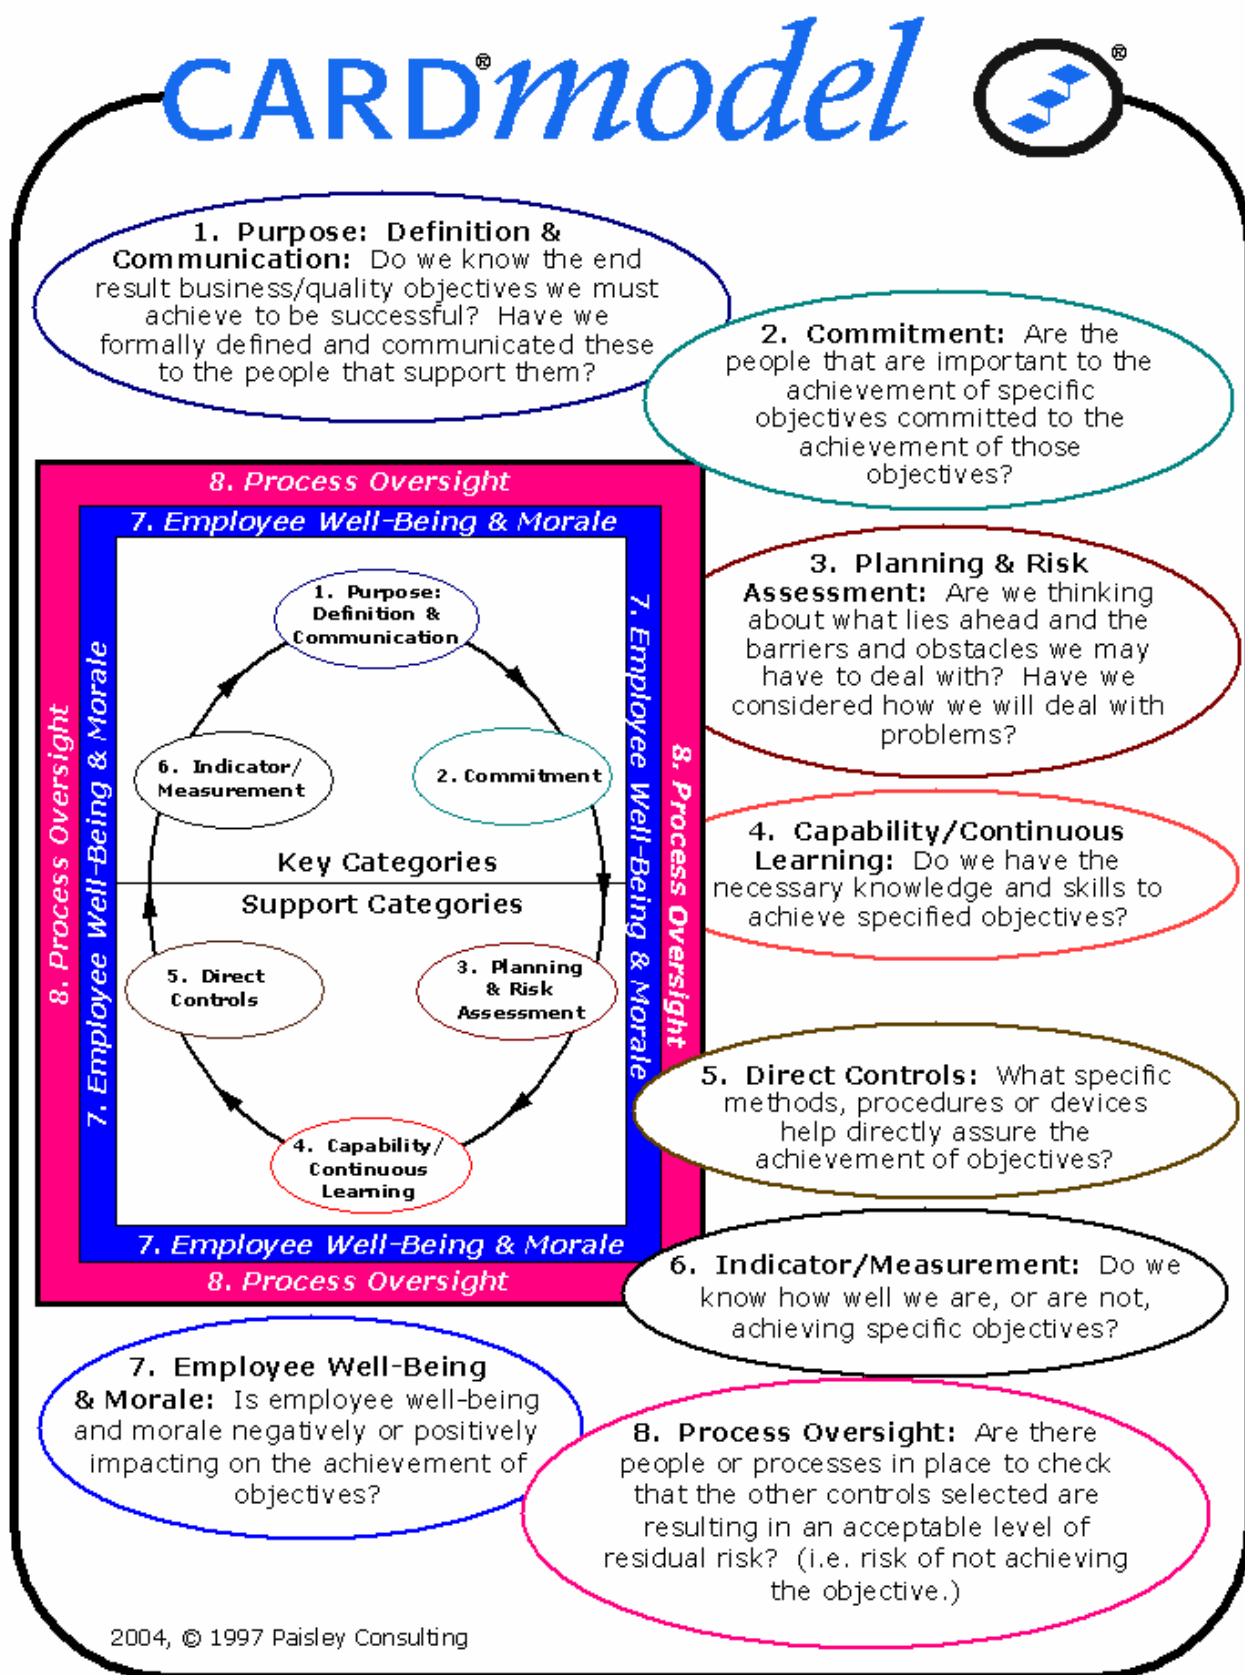 CARD® model ®
1. Purpose: Definition &
Communication: Do we know the end
result business/quality objectives we must
achieve to be successful? Have we
formally defined and communicated these
to the people that support them?
2. Commitment: Are the
people that are important to the
achievement of specific
objectives committed to the
achievement of those
objectives?
8. Process Oversight
7. Employee Well-Being & Morale
8. Process Oversight
7. Employee Well-Being & Morale
1. Purpose:
Definition &
Communication
6. Indicator/
Measurement
2. Commitment
Key Categories
Support Categories
5. Direct
Controls
3. Planning
& Risk
Assessment
4. Capability/
Continuous
Learning
7. Employee Well-Being & Morale
8. Process Oversight
7. Employee Well-Being & Morale
8. Process Oversight
3. Planning & Risk
Assessment: Are we thinking
about what lies ahead and the
barriers and obstacles we may
have to deal with? Have we
considered how we will deal with
problems?
4. Capability/Continuous
Learning: Do we have the
necessary knowledge and skills to
achieve specified objectives?
5. Direct Controls: What specific
methods, procedures or devices
help directly assure the
achievement of objectives?
6. Indicator/Measurement: Do we
know how well we are, or are not,
achieving specific objectives?
7. Employee Well-Being
& Morale: Is employee well-being
and morale negatively or positively
impacting on the achievement of
objectives?
8. Process Oversight: Are there
people or processes in place to check
that the other controls selected are
resulting in an acceptable level of
residual risk? (i.e. risk of not achieving
the objective.)
2004, © 1997 Paisley Consulting